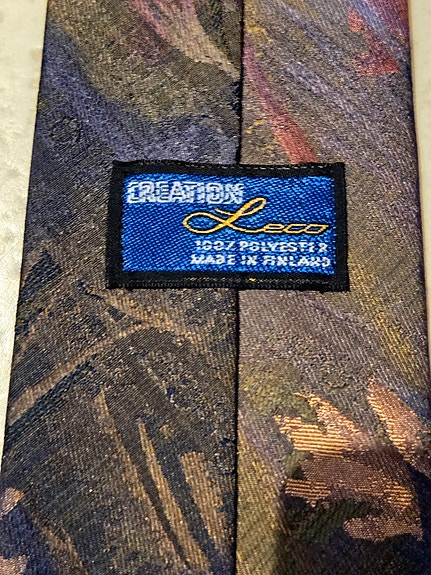 CREATION
Leco
100% POLYESTER
MADE IN FINLAND